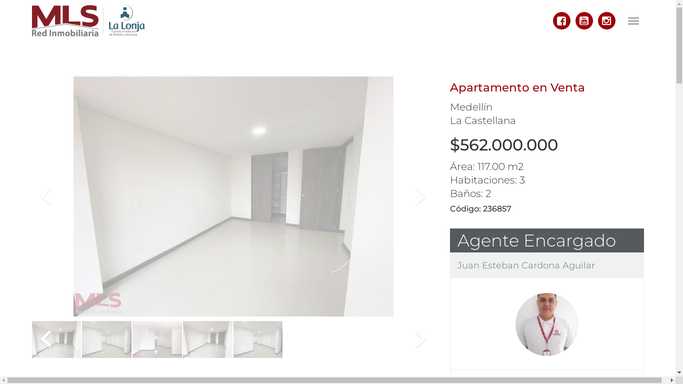 MLS
Red Inmobiliaria
La Lonja
Apartamento en Venta
Medellín
La Castellana
$562.000.000
Área: 117.00 m2
Habitaciones: 3
Baños: 2
Código: 236857
Agente Encargado
Juan Esteban Cardona Aguilar
MLS